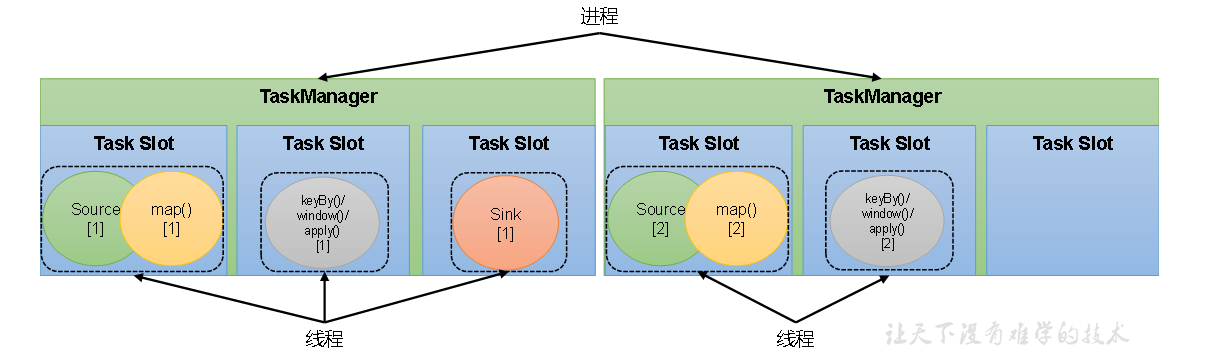 进程
TaskManager
TaskManager
Task Slot
Task Slot
Task Slot
Task Slot
Task Slot
Task Slot
Source
[1]
map()
[1]
keyBy()/
window()/
apply()
[1]
Sink
[1]
Source
[2]
map()
[2]
keyBy()/
window()/
apply()
[2]
线程
线程
让天下没有难学的技术